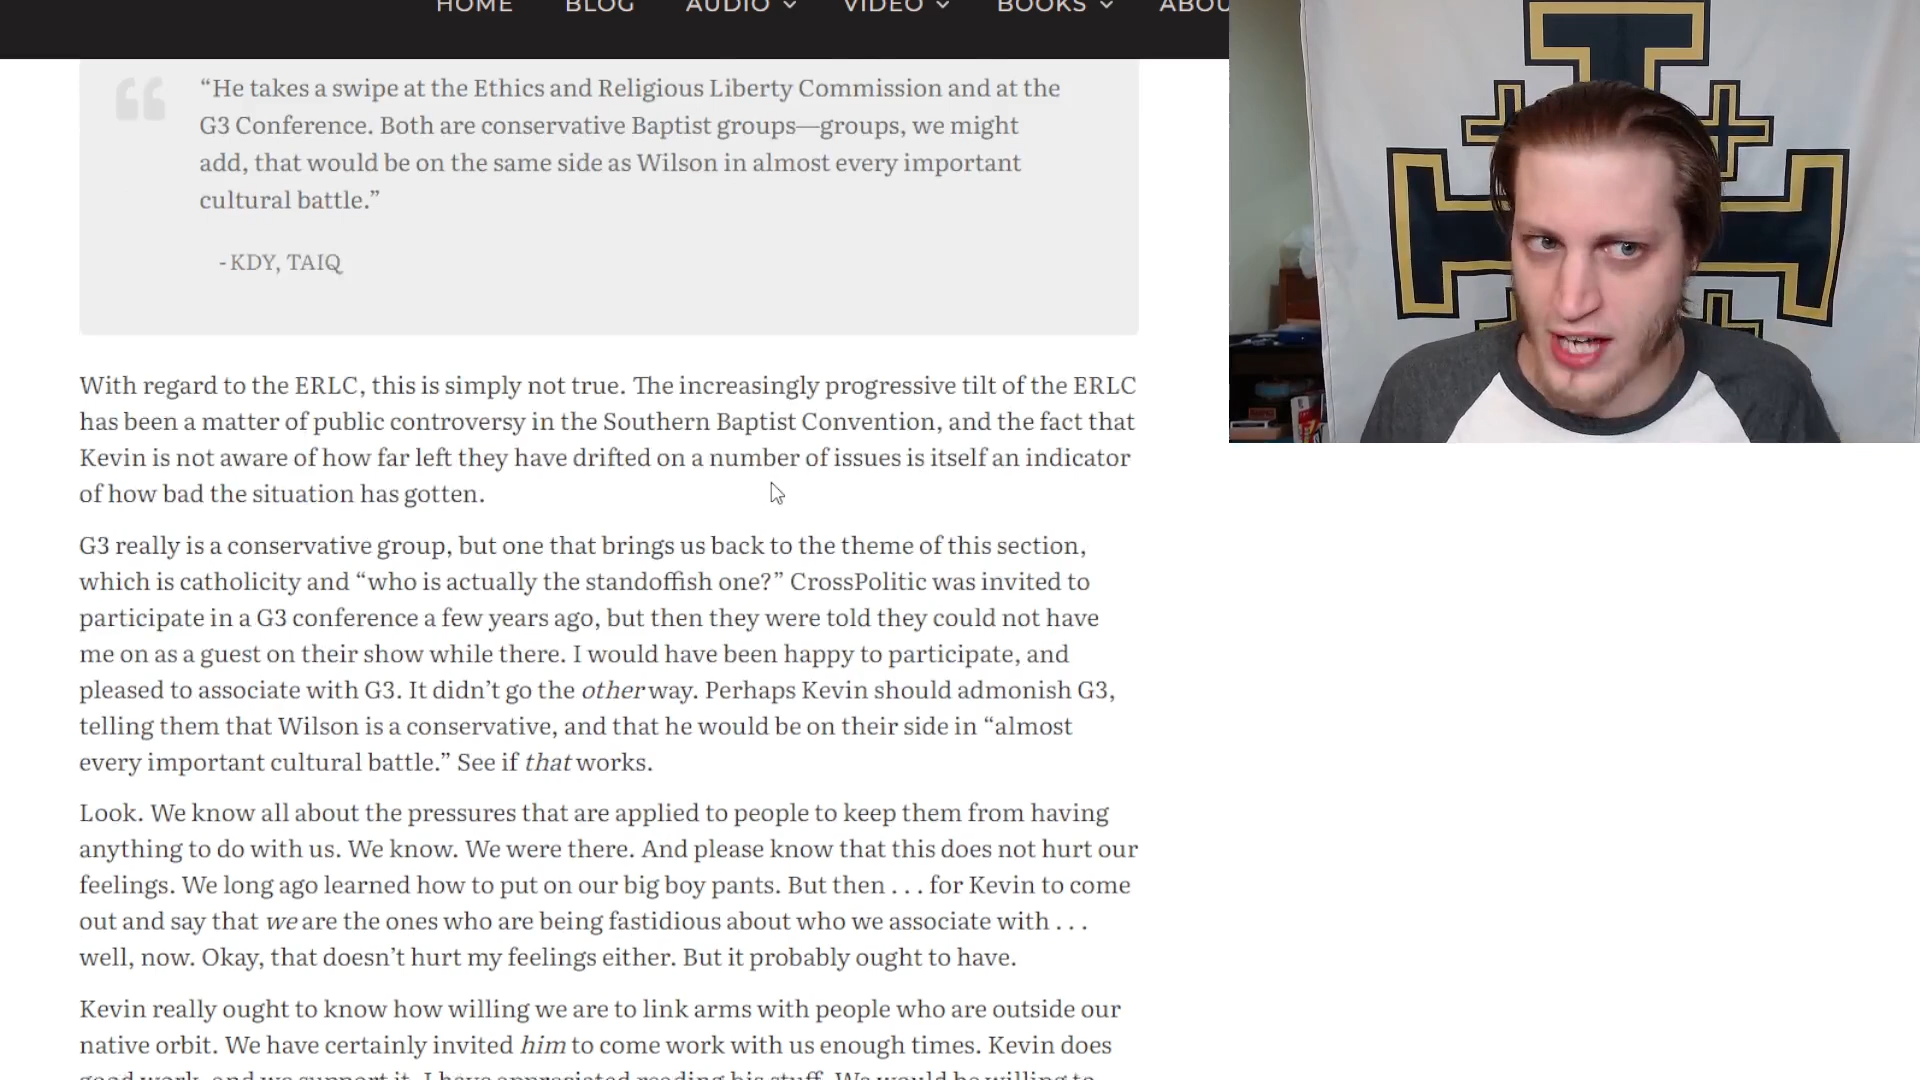 HOME BLOG AUDIO VIDEO BOOKS ABOU
“He takes a swipe at the Ethics and Religious Liberty Commission and at the
G3 Conference. Both are conservative Baptist groups—groups, we might
add, that would be on the same side as Wilson in almost every important
cultural battle.”
- KDY, TAIQ
With regard to the ERLC, this is simply not true. The increasingly progressive tilt of the ERLC
has been a matter of public controversy in the Southern Baptist Convention, and the fact that
Kevin is not aware of how far left they have drifted on a number of issues is itself an indicator
of how bad the situation has gotten.
G3 really is a conservative group, but one that brings us back to the theme of this section,
which is catholicity and “who is actually the standoffish one?” CrossPolitic was invited to
participate in a G3 conference a few years ago, but then they were told they could not have
me on as a guest on their show while there. I would have been happy to participate, and
pleased to associate with G3. It didn’t go the other way. Perhaps Kevin should admonish G3,
telling them that Wilson is a conservative, and that he would be on their side in “almost
every important cultural battle.” See if that works.
Look. We know all about the pressures that are applied to people to keep them from having
anything to do with us. We know. We were there. And please know that this does not hurt our
feelings. We long ago learned how to put on our big boy pants. But then . . . for Kevin to come
out and say that we are the ones who are being fastidious about who we associate with . . .
well, now. Okay, that doesn’t hurt my feelings either. But it probably ought to have.
Kevin really ought to know how willing we are to link arms with people who are outside our
native orbit. We have certainly invited him to come work with us enough times. Kevin does
good work, and we support it. I have appreciated reading his stuff. We would be willing to